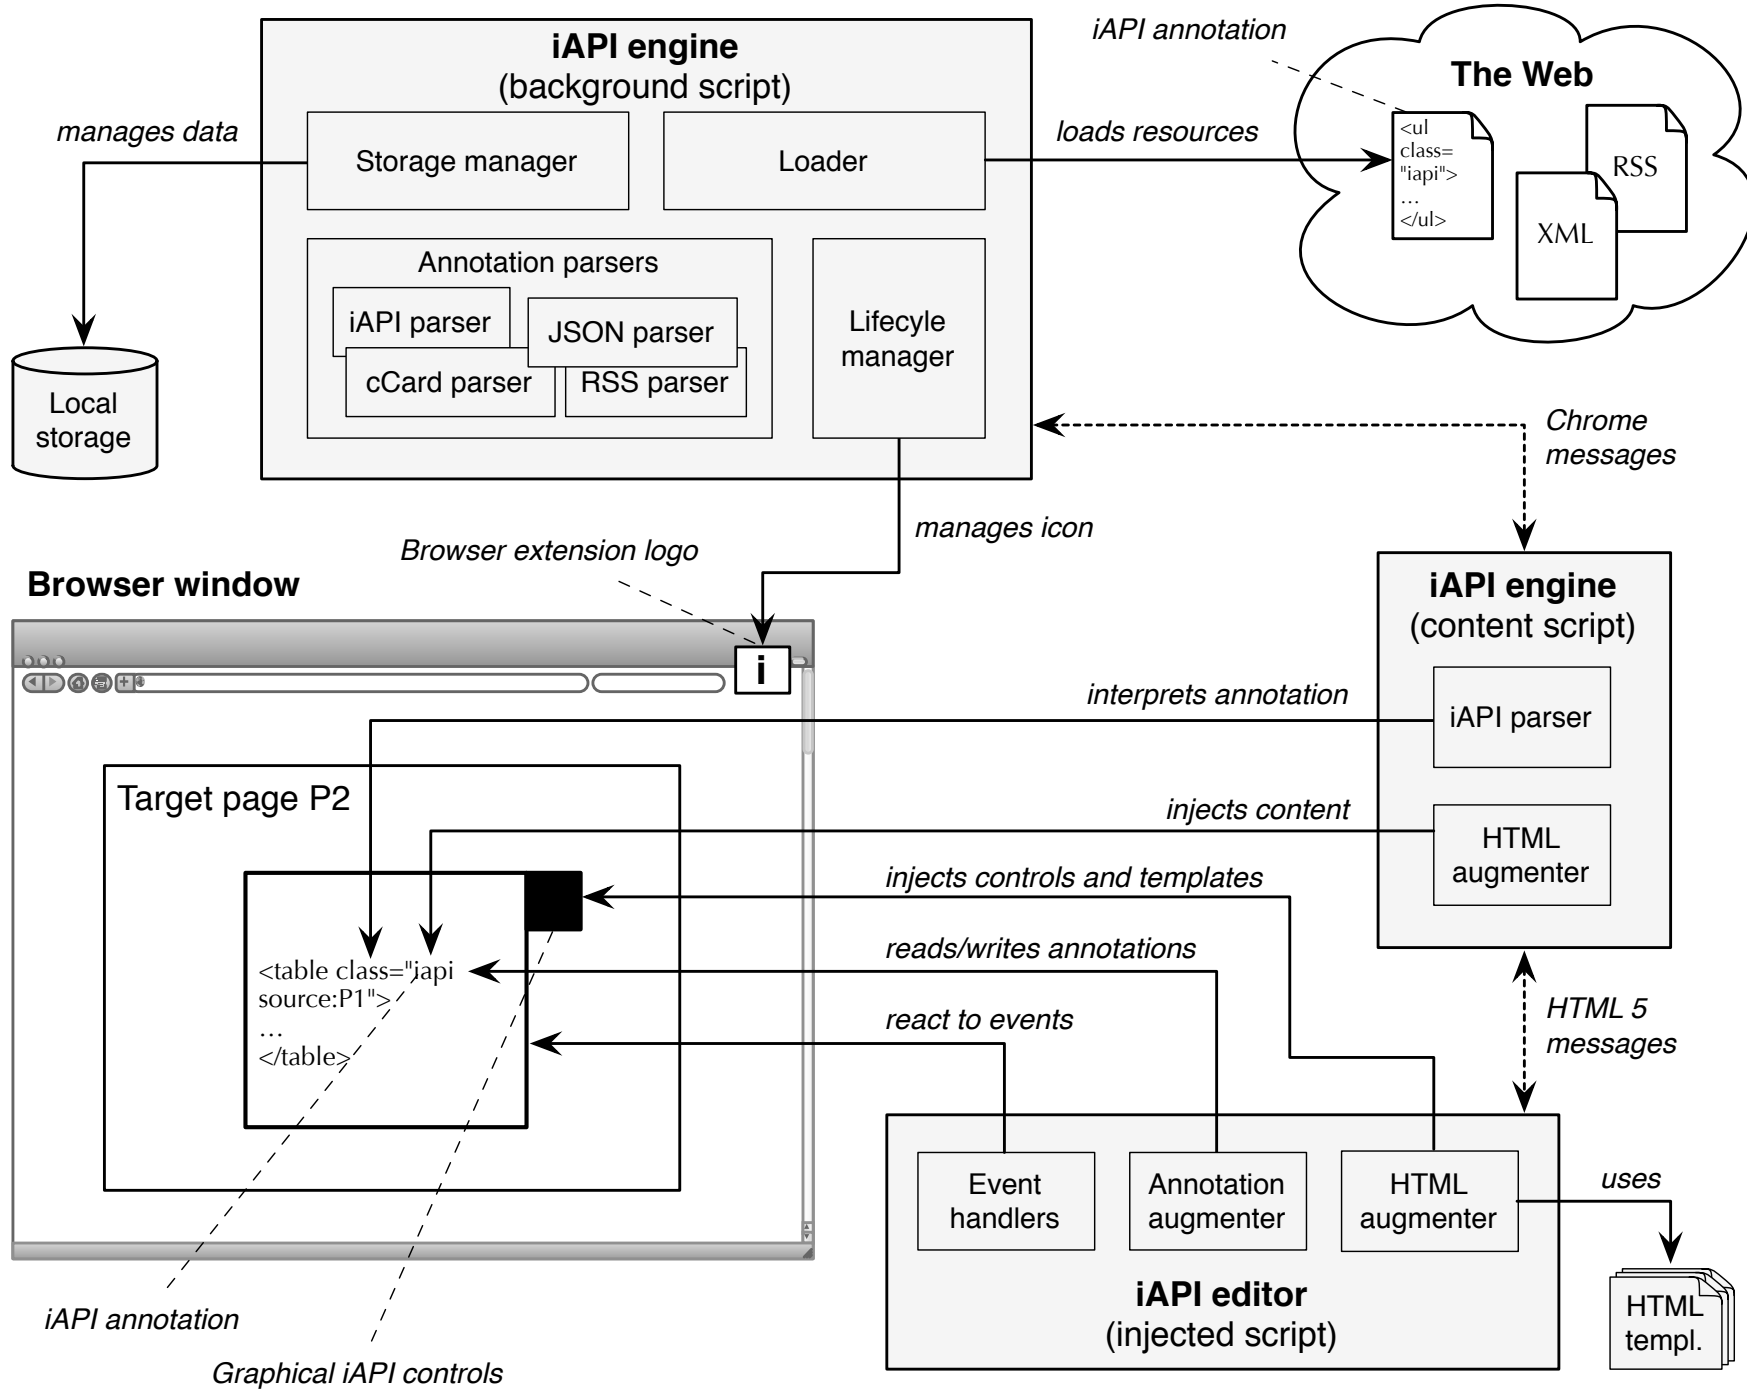 iAPI engine
(background script)
iAPI annotation
The Web
manages data
Storage manager
Loader
loads resources
<ul
class=
"iapi">
...
</ul>
RSS
XML
Annotation parsers
iAPI parser
JSON parser
cCard parser
RSS parser
Lifecyle
manager
Local
storage
Chrome
messages
manages icon
Browser extension logo
Browser window
i
iAPI engine
(content script)
interprets annotation
iAPI parser
Target page P2
injects content
HTML
augmenter
injects controls and templates
reads/writes annotations
<table class="iapi
source:P1">
...
</table>
react to events
HTML 5
messages
Event
handlers
Annotation
augmenter
HTML
augmenter
uses
iAPI editor
(injected script)
HTML
templ.
iAPI annotation
Graphical iAPI controls